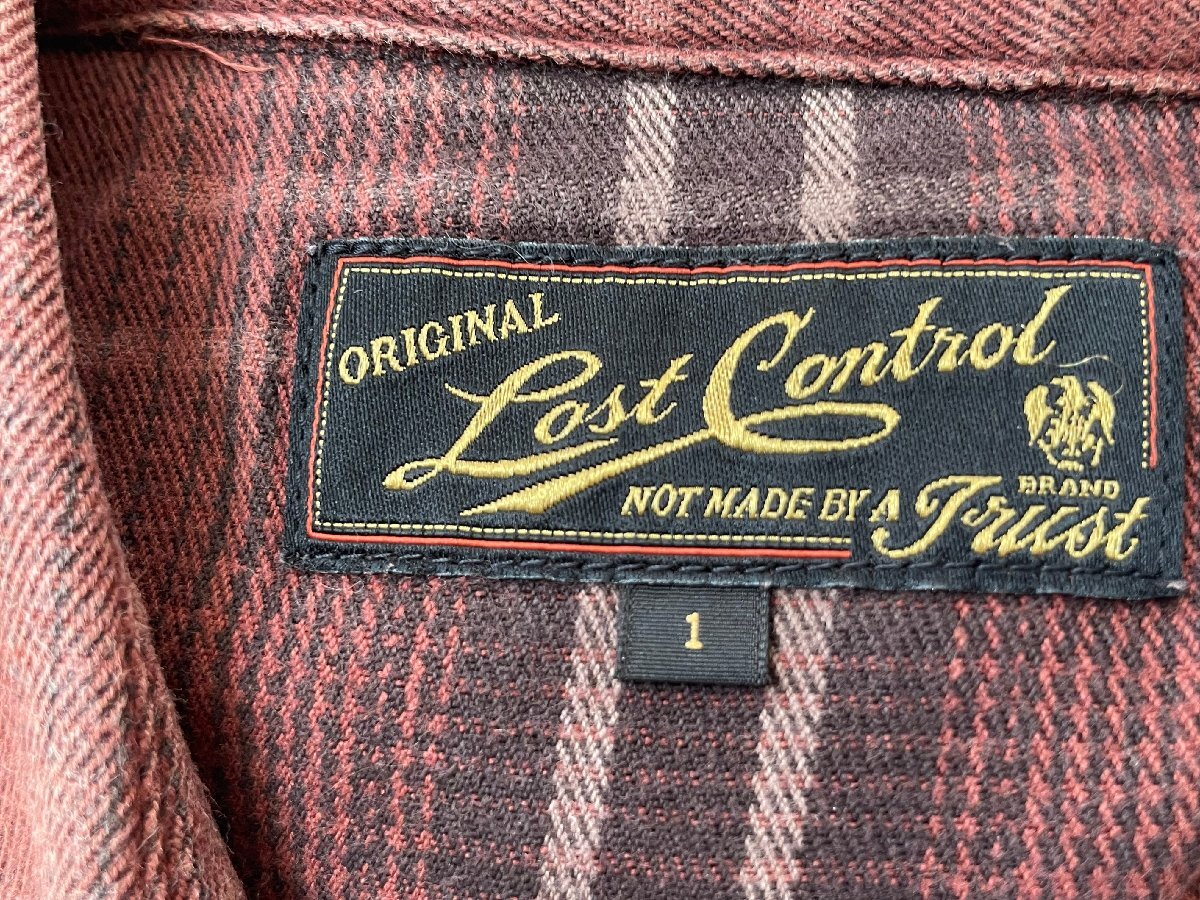 ORIGINAL
Lost Control
BRAND
NOT MADE BY A Trust
1